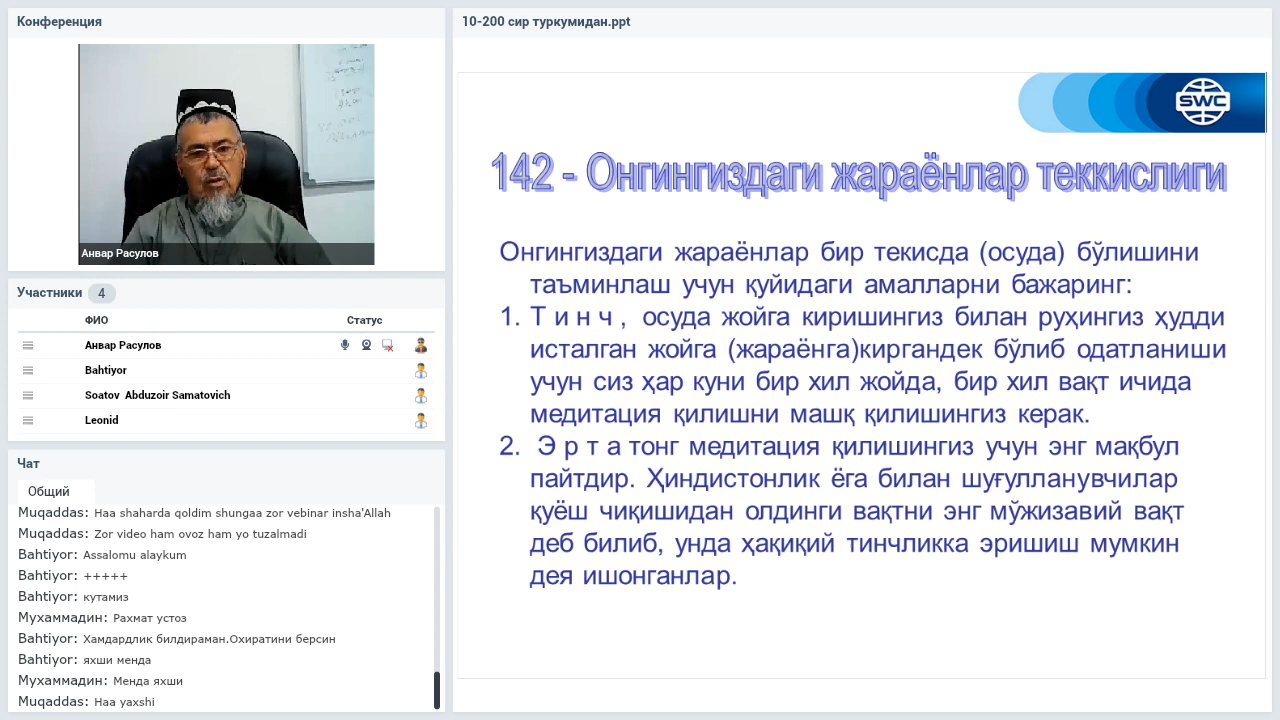 Конференция
Анвар Расулов
Участники 4
ФИО Статус
Анвар Расулов
Bahtiyor
Soatov Abduzoir Samatovich
Leonid
Чат
Общий
Muqaddas: Haa shaharda qoldim shungaa zor vebinar insha'Allah
Muqaddas: Zor video ham ovoz ham yo tuzalmadi
Bahtiyor: Assalomu alaykum
Bahtiyor: +++++
Bahtiyor: кутамиз
Мухаммадин: Рахмат устоз
Bahtiyor: Хамдардлик билдираман.Охиратини берсин
Bahtiyor: яхши менда
Мухаммадин: Менда яхши
Muqaddas: Haa yaxshi
10-200 сир туркумидан.ppt
SWC
142 - Онгингиздаги жараёнлар теккислиги
Онгингиздаги жараёнлар бир текисда (осуда) бўлишини
таъминлаш учун қуйидаги амалларни бажаринг:
1. Т и н ч , осуда жойга киришингиз билан руҳингиз ҳудди
исталган жойга (жараёнга)киргандек бўлиб одатланиши
учун сиз ҳар куни бир хил жойда, бир хил вақт ичида
медитация қилишни машқ қилишингиз керак.
2. Э р т а тонг медитация қилишингиз учун энг мақбул
пайтдир. Ҳиндистонлик ёга билан шуғулланувчилар
қуёш чиқишидан олдинги вақтни энг мўжизавий вақт
деб билиб, унда ҳақиқий тинчликка эришиш мумкин
дея ишонганлар.